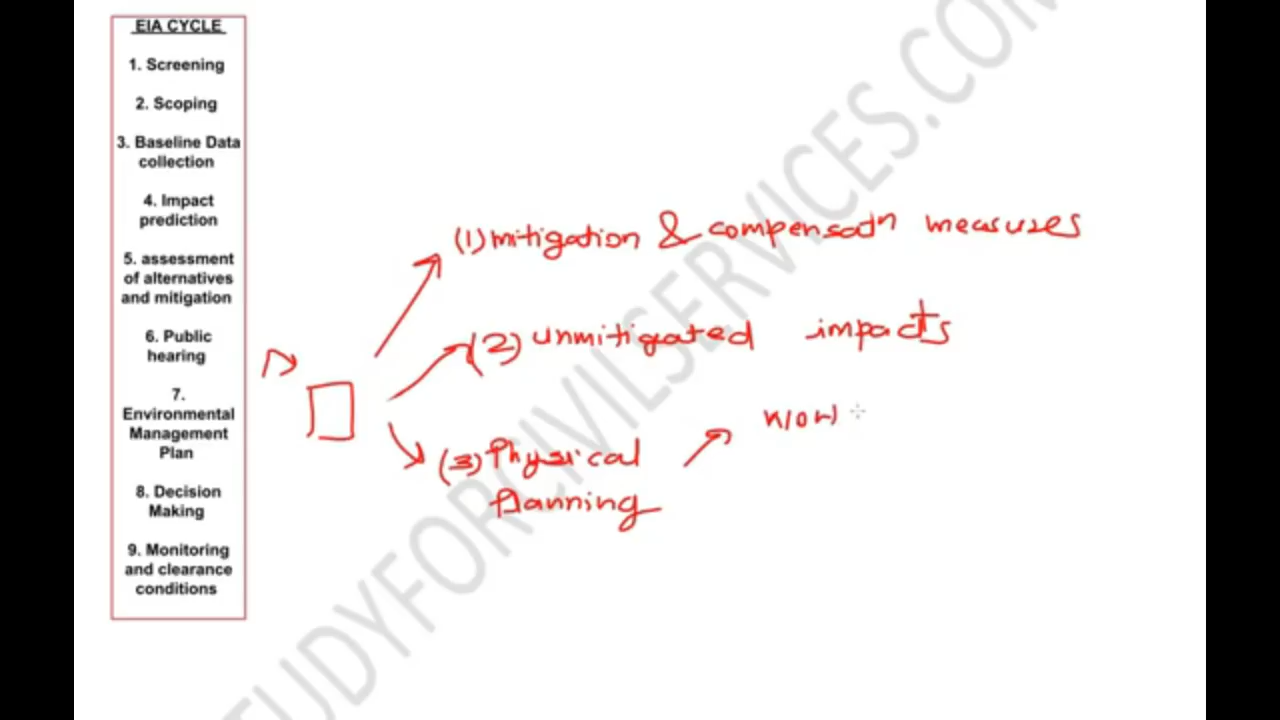 EIA CYCLE
1. Screening
2. Scoping
3. Baseline Data
collection
4. Impact
prediction
5. assessment
of alternatives
and mitigation
6. Public
hearing
7.
Environmental
Management
Plan
8. Decision
Making
9. Monitoring
and clearance
conditions
(1) mitigation & compensatn measures
(2) unmitigated impacts
(3) Physical
Planning
STUDYFORCIVILSERVICES.COM